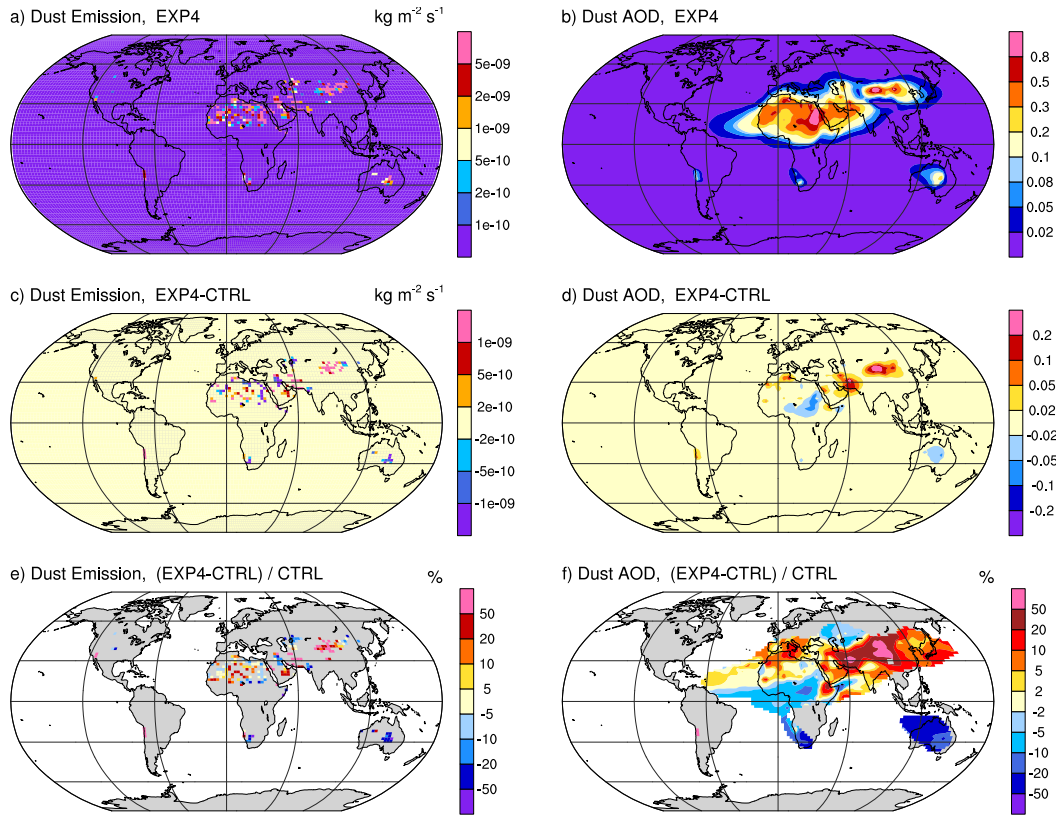 a) Dust Emission, EXP4 kg m⁻² s⁻¹
5e-09
2e-09
1e-09
5e-10
2e-10
1e-10
b) Dust AOD, EXP4
0.8
0.5
0.3
0.2
0.1
0.08
0.05
0.02
c) Dust Emission, EXP4-CTRL kg m⁻² s⁻¹
1e-09
5e-10
2e-10
-2e-10
-5e-10
-1e-09
d) Dust AOD, EXP4-CTRL
0.2
0.1
0.05
0.02
-0.02
-0.05
-0.1
-0.2
e) Dust Emission, (EXP4-CTRL) / CTRL %
50
20
10
5
-5
-10
-20
-50
f) Dust AOD, (EXP4-CTRL) / CTRL %
50
20
10
5
2
-2
-5
-10
-20
-50